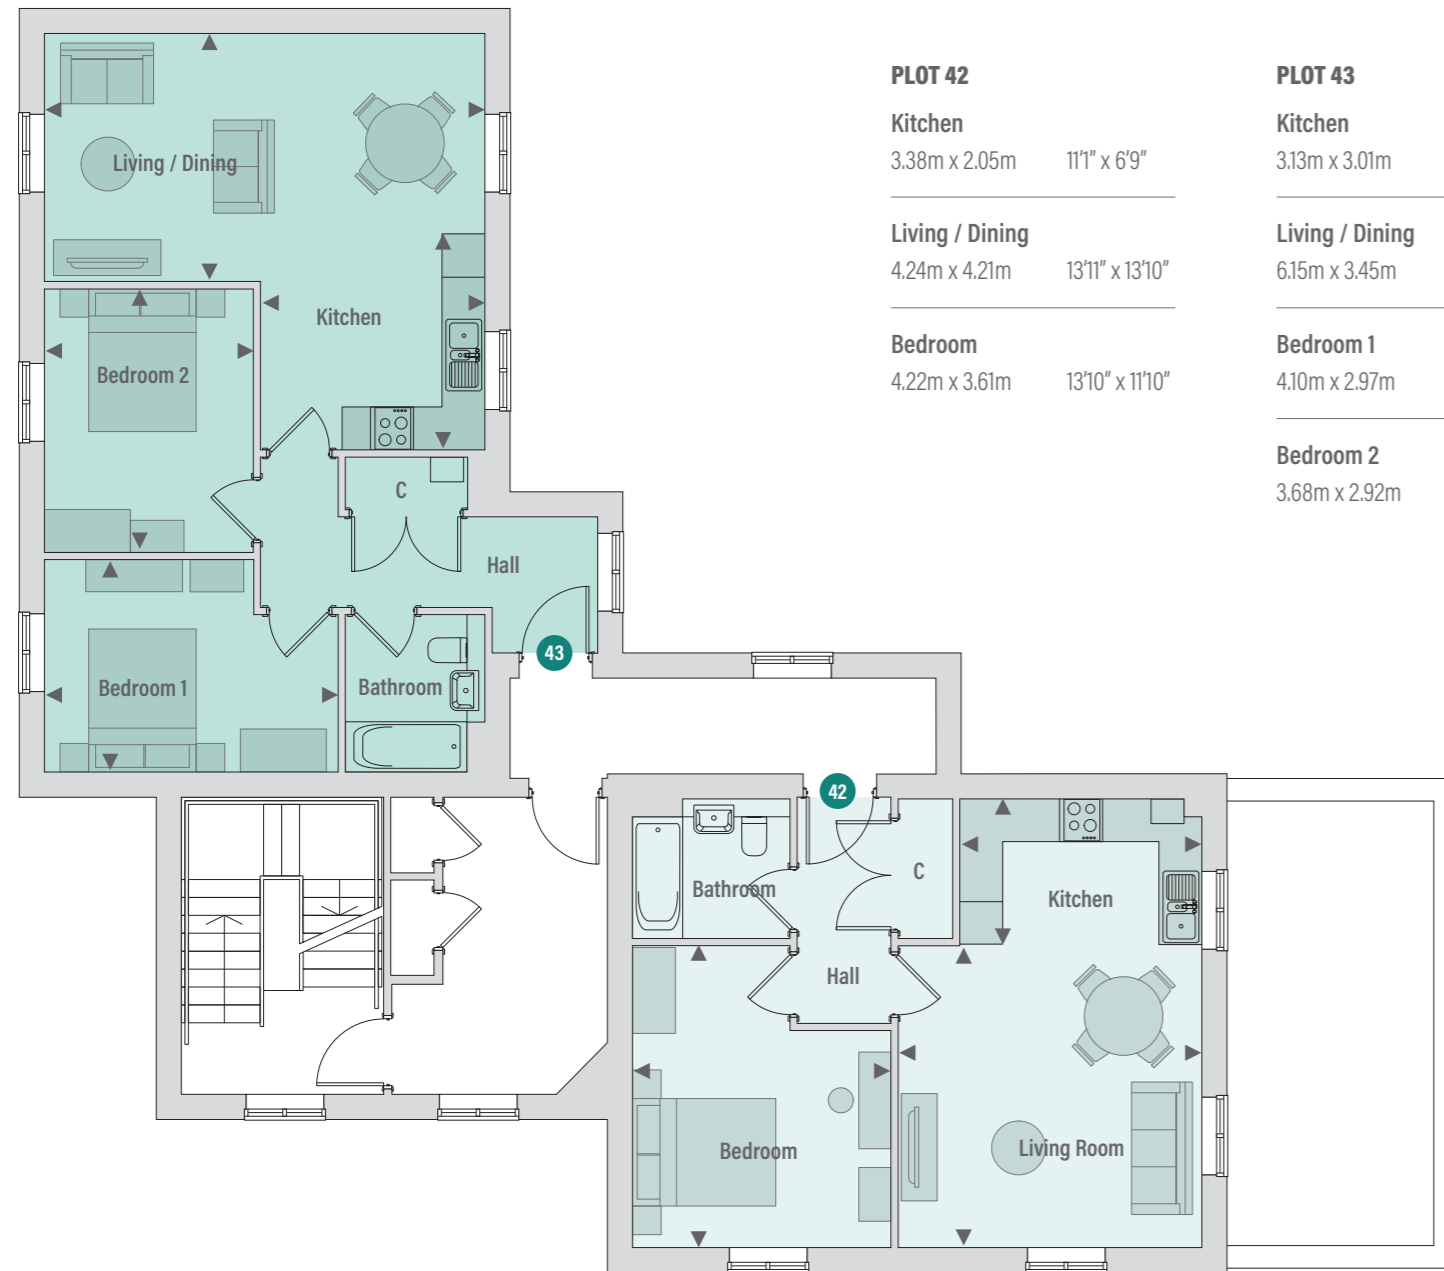 PLOT 42
Kitchen
3.38m x 2.05m 11'1" x 6'9"
Living / Dining
4.24m x 4.21m 13'11" x 13'10"
Bedroom
4.22m x 3.61m 13'10" x 11'10"
PLOT 43
Kitchen
3.13m x 3.01m
Living / Dining
6.15m x 3.45m
Bedroom 1
4.10m x 2.97m
Bedroom 2
3.68m x 2.92m
Living / Dining
Kitchen
Bedroom 2
C
Hall
43
Bedroom 1
Bathroom
42
Bathroom
C
Kitchen
Hall
Bedroom
Living Room